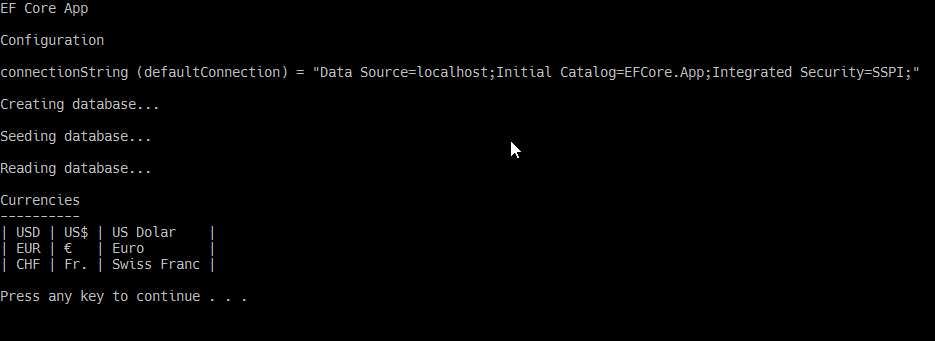 EF Core App
Configuration
connectionString (defaultConnection) = "Data Source=localhost;Initial Catalog=EFCore.App;Integrated Security=SSPI;"
Creating database...
Seeding database...
Reading database...
Currencies
----------
| USD | US$ | US Dolar    |
| EUR | €   | Euro        |
| CHF | Fr. | Swiss Franc |
Press any key to continue . . .